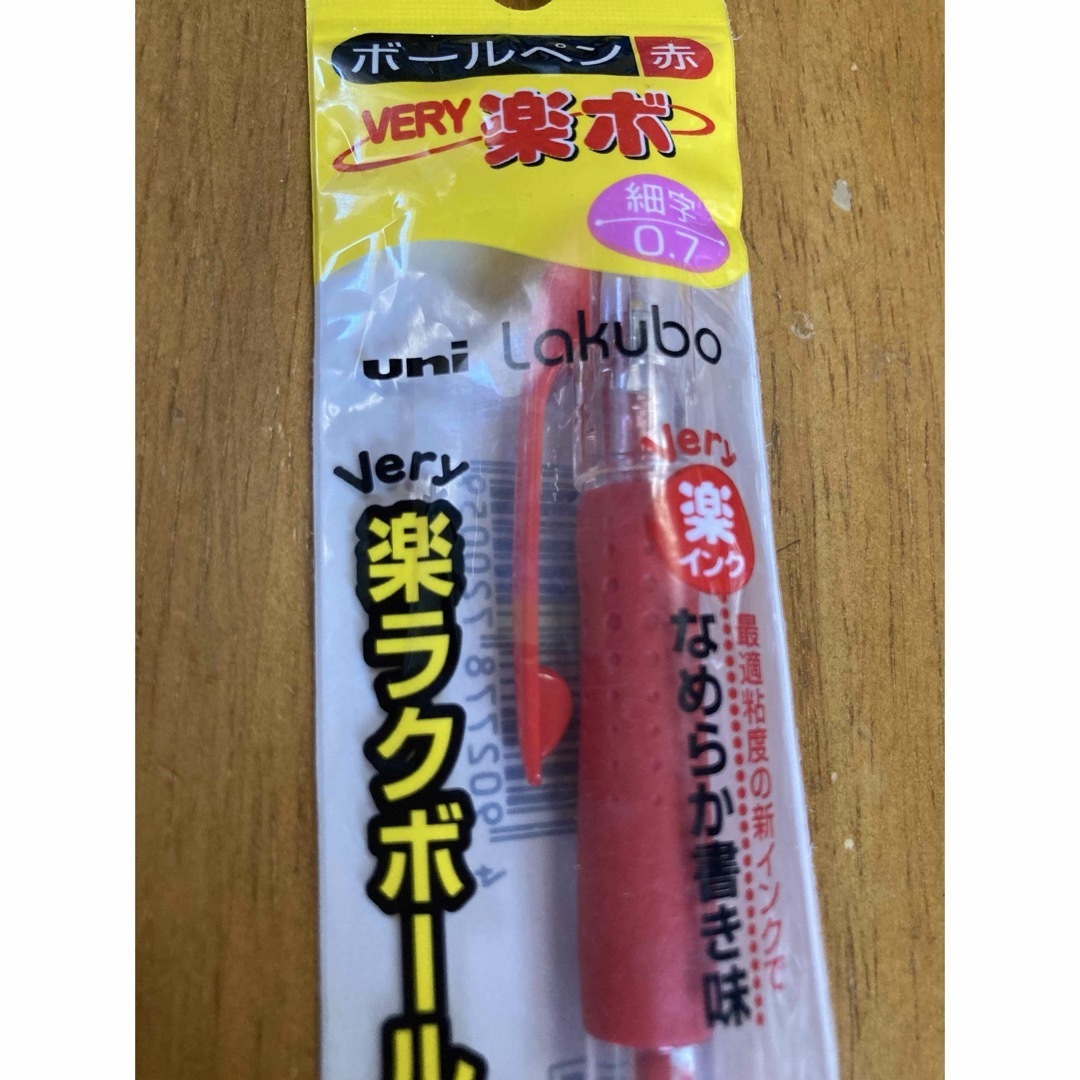 ボールペン 赤
VERY 楽ボ
細字
0.7
uni Lakubo
Very
楽ラクボール
Very
楽
インク
最適粘度の新インクで
なめらか書き味